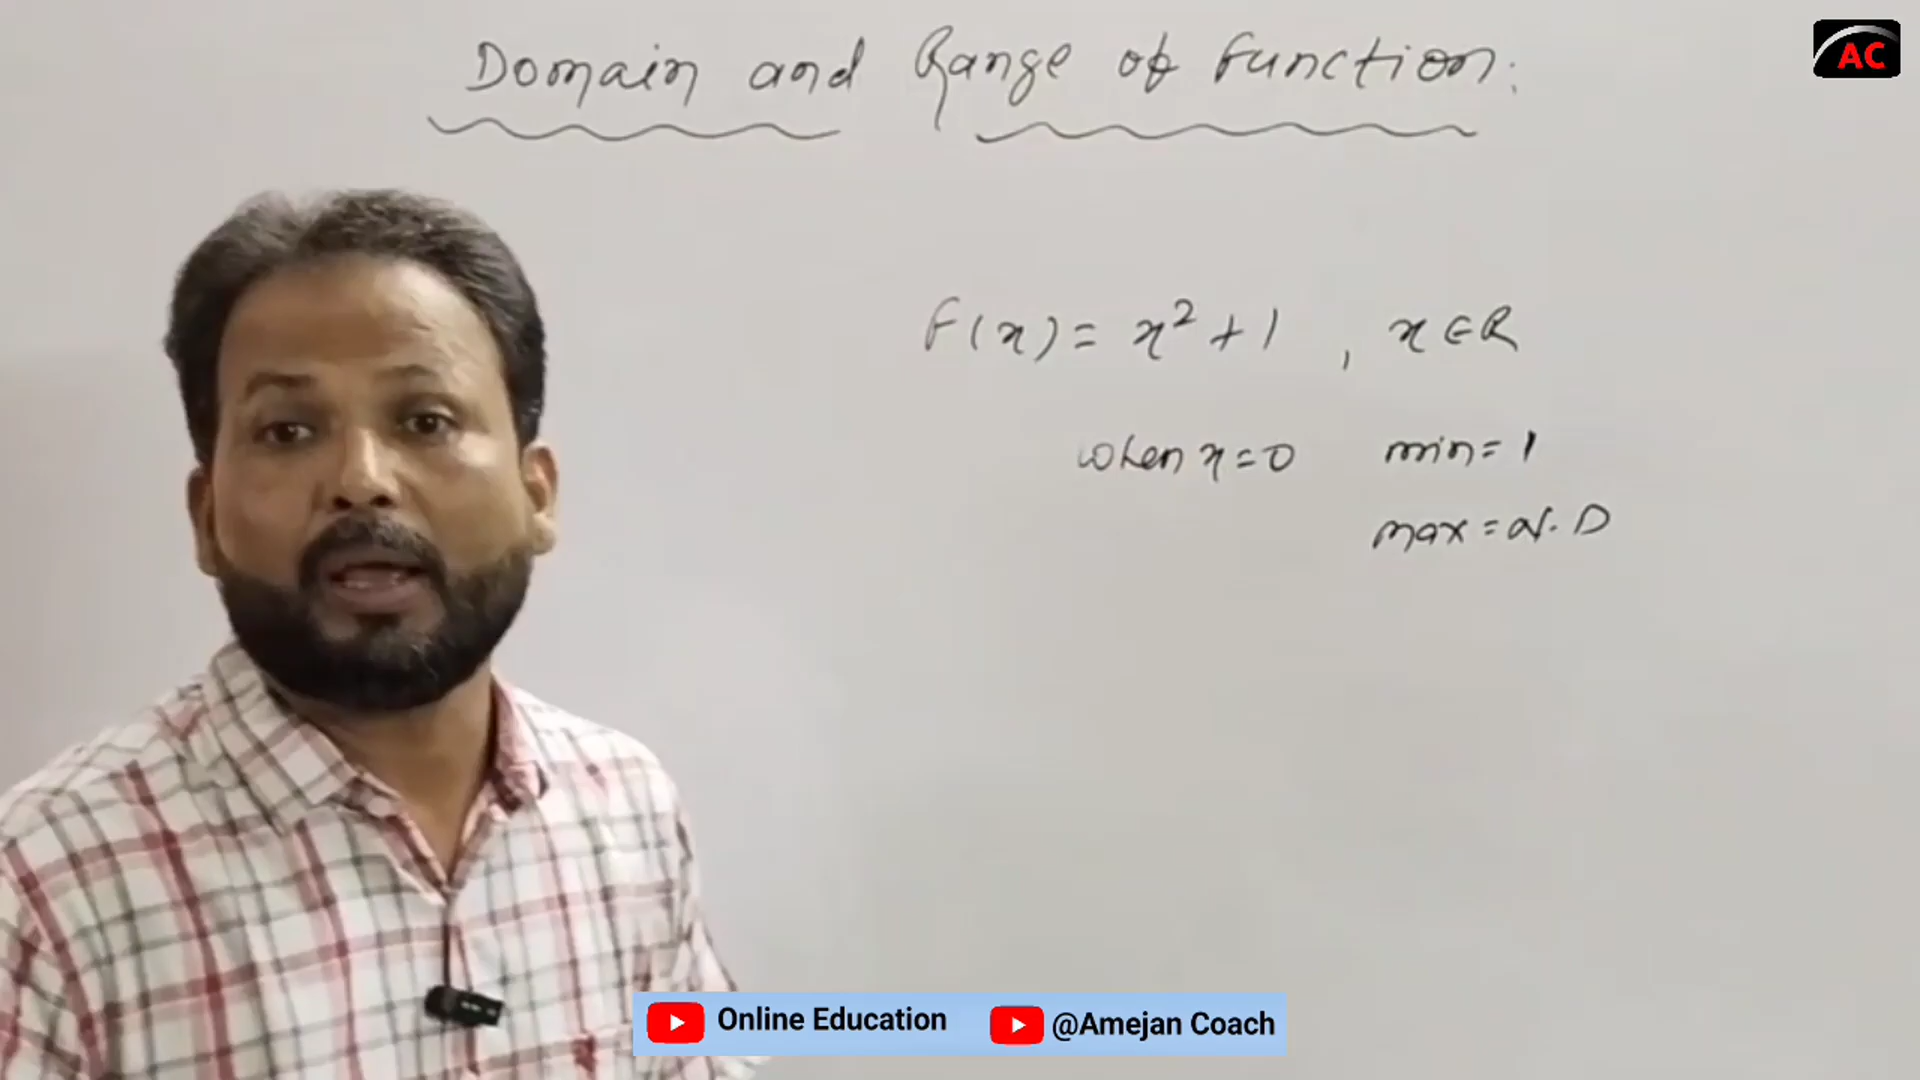 Domain and Range of Function:
AC
F(x) = x² + 1 , x ∈ R
when x = 0 min = 1
max = N.D
Online Education @Amejan Coach